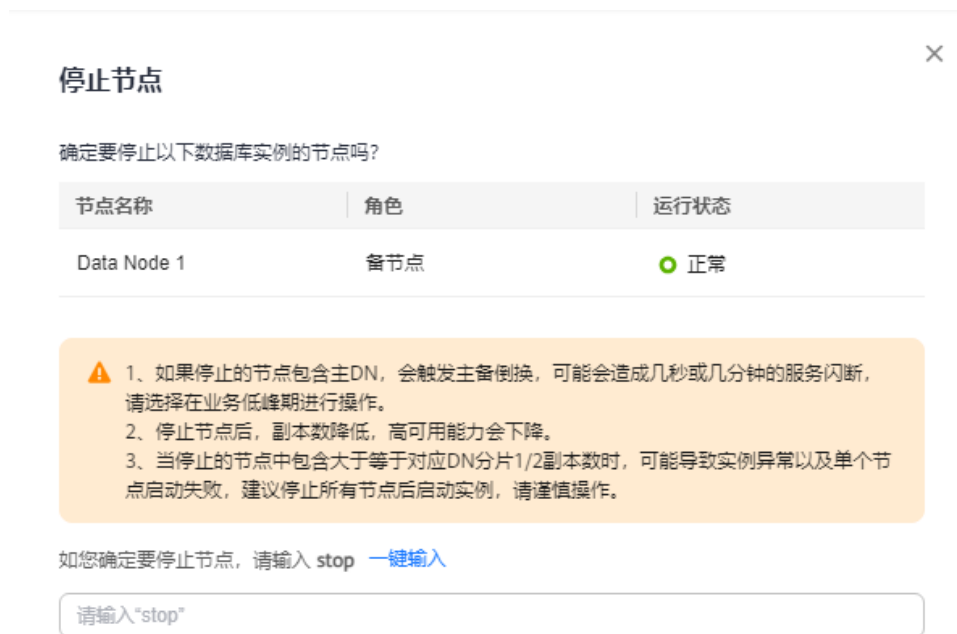 停止节点
确定要停止以下数据库实例的节点吗?
节点名称 角色 运行状态
Data Node 1 备节点 正常
1、如果停止的节点包含主DN，会触发主备倒换，可能会造成几秒或几分钟的服务闪断，
请选择在业务低峰期进行操作。
2、停止节点后，副本数降低，高可用能力会下降。
3、当停止的节点中包含大于等于对应DN分片1/2副本数时，可能导致实例异常以及单个节
点启动失败，建议停止所有节点后启动实例，请谨慎操作。
如您确定要停止节点，请输入 stop 一键输入
请输入“stop”